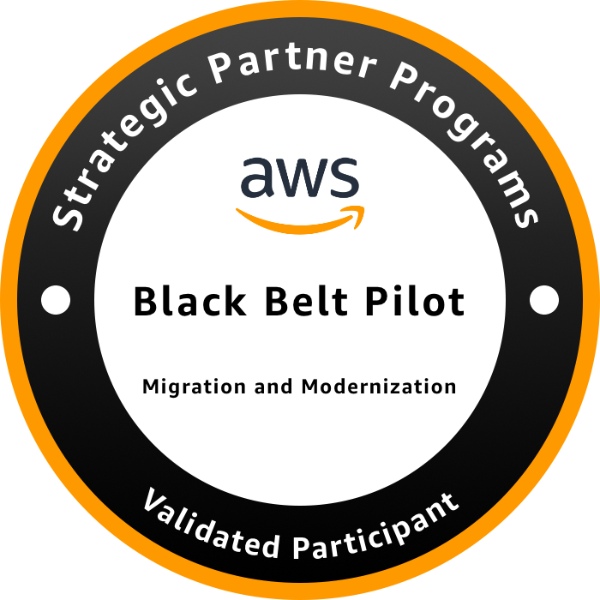 Strategic Partner Programs
aws
Black Belt Pilot
Migration and Modernization
Validated Participant